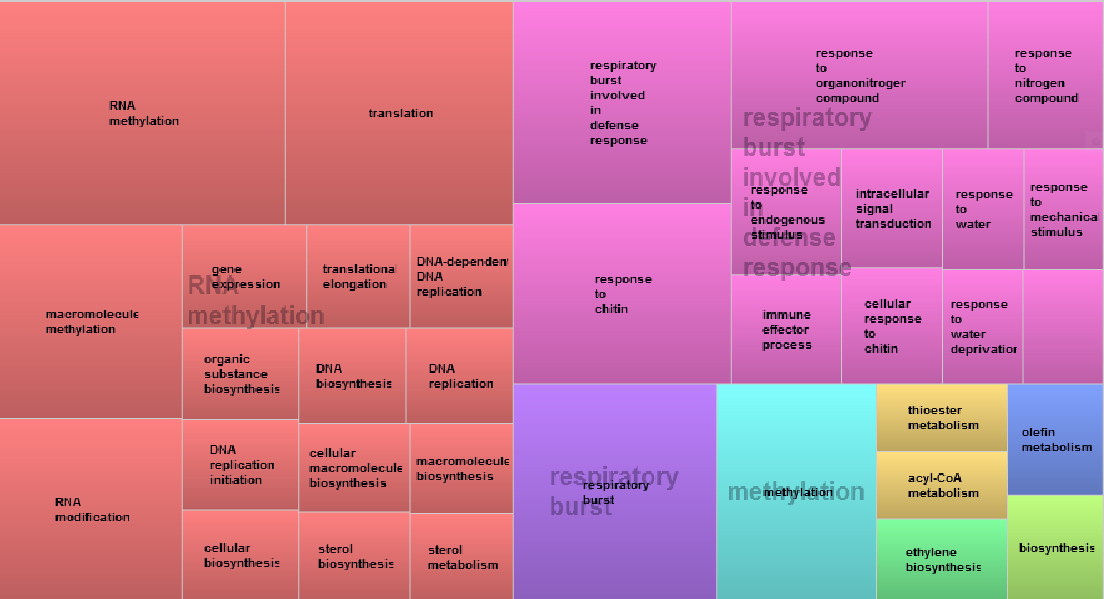 RNA
methylation
translation
respiratory
burst
involved
in
defense
response
response
to
organonitroger
compound
response
to
nitrogen
compound
respiratory
burst
involved
in
defense
response
response
to
endogenous
stimulus
intracellular
signal
transduction
response
to
water
response
to
mechanical
stimulus
macromolecule
methylation
gene
expression
translational
elongation
DNA-dependent
DNA
replication
RNA
methylation
response
to
chitin
immune
effector
process
cellular
response
to
chitin
response
to
water
deprivation
organic
substance
biosynthesis
DNA
biosynthesis
DNA
replication
RNA
modification
DNA
replication
initiation
cellular
macromolecule
biosynthesis
macromolecule
biosynthesis
cellular
biosynthesis
sterol
biosynthesis
sterol
metabolism
respiratory
burst
respiratory
burst
methylation
methylation
thioester
metabolism
acyl-CoA
metabolism
ethylene
biosynthesis
olefin
metabolism
biosynthesis